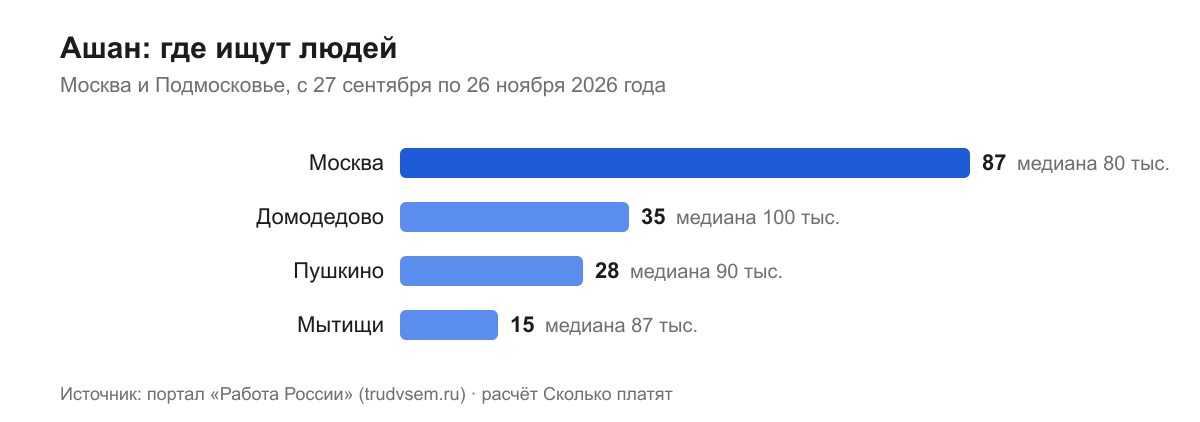 Ашан: где ищут людей
Москва и Подмосковье, с 27 сентября по 26 ноября 2026 года
Москва 87 медиана 80 тыс.
Домодедово 35 медиана 100 тыс.
Пушкино 28 медиана 90 тыс.
Мытищи 15 медиана 87 тыс.
Источник: портал «Работа России» (trudvsem.ru) · расчёт Сколько платят